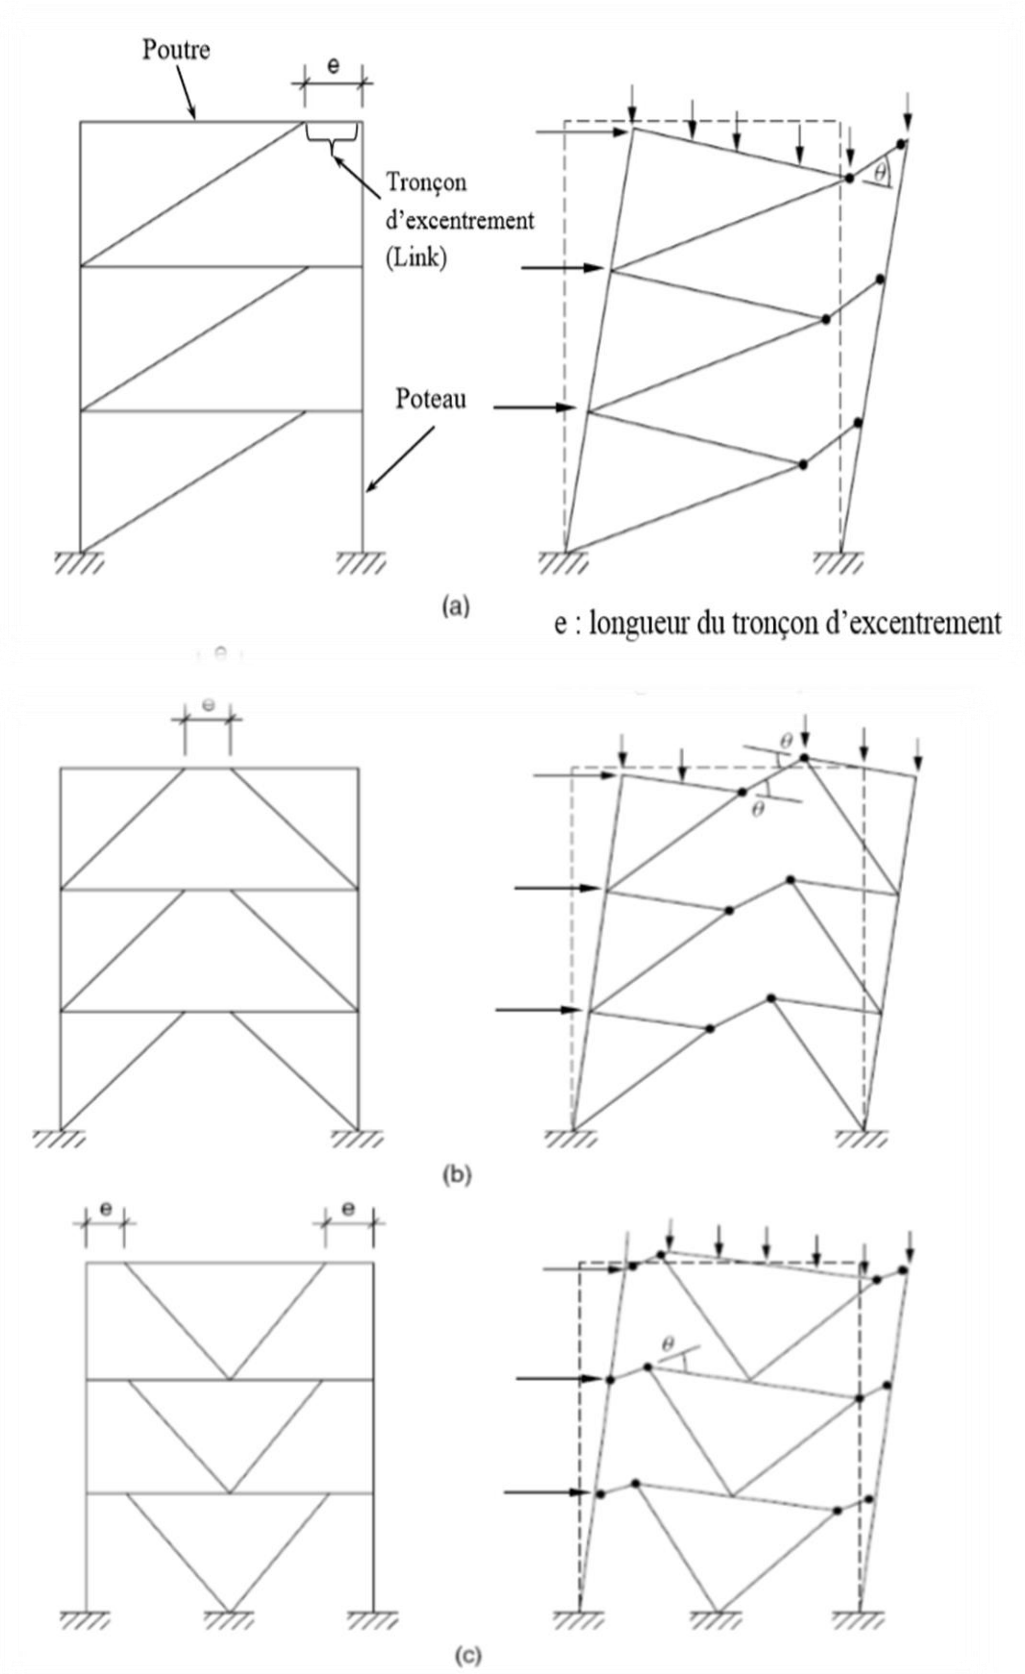 Poutre
e
Tronçon
d'excentrement
(Link)
θ
Poteau
(a)
e : longueur du tronçon d'excentrement
e
e
θ
θ
(b)
e
e
θ
(c)